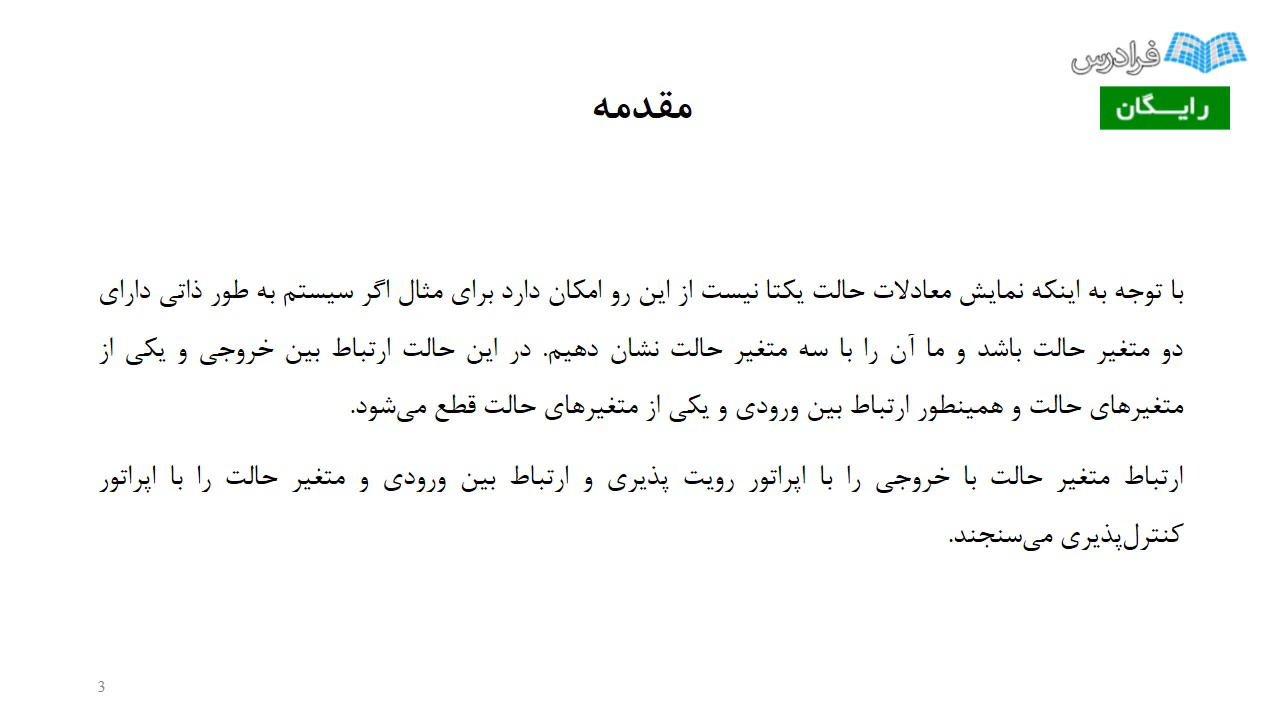 فرادرس
رایگان
مقدمه
با توجه به اینکه نمایش معادلات حالت یکتا نیست از این رو امکان دارد برای مثال اگر سیستم به طور ذاتی دارای
دو متغیر حالت باشد و ما آن را با سه متغیر حالت نشان دهیم. در این حالت ارتباط بین خروجی و یکی از
متغیرهای حالت و همینطور ارتباط بین ورودی و یکی از متغیرهای حالت قطع می‌شود.
ارتباط متغیر حالت با خروجی را با اپراتور رویت پذیری و ارتباط بین ورودی و متغیر حالت را با اپراتور
کنترل‌پذیری می‌سنجند.
3